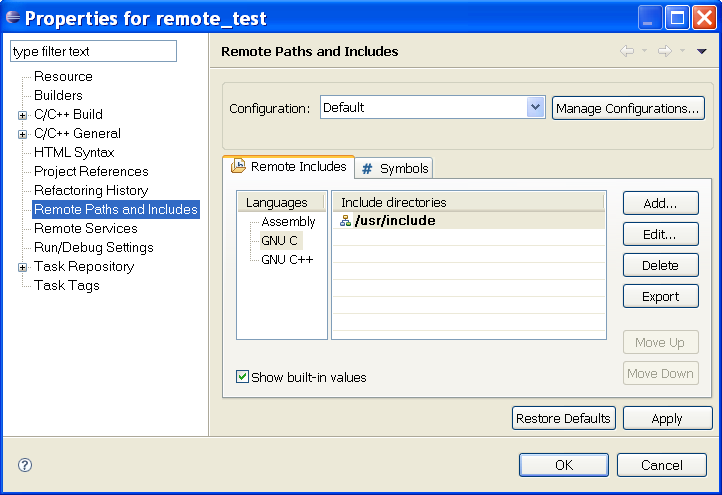 Properties for remote_test
type filter text
Resource
Builders
C/C++ Build
C/C++ General
HTML Syntax
Project References
Refactoring History
Remote Paths and Includes
Remote Services
Run/Debug Settings
Task Repository
Task Tags
Remote Paths and Includes
Configuration: Default Manage Configurations...
Remote Includes # Symbols
Languages
Assembly
GNU C
GNU C++
Include directories
/usr/include
Add...
Edit...
Delete
Export
Move Up
Move Down
Show built-in values
Restore Defaults Apply
? OK Cancel